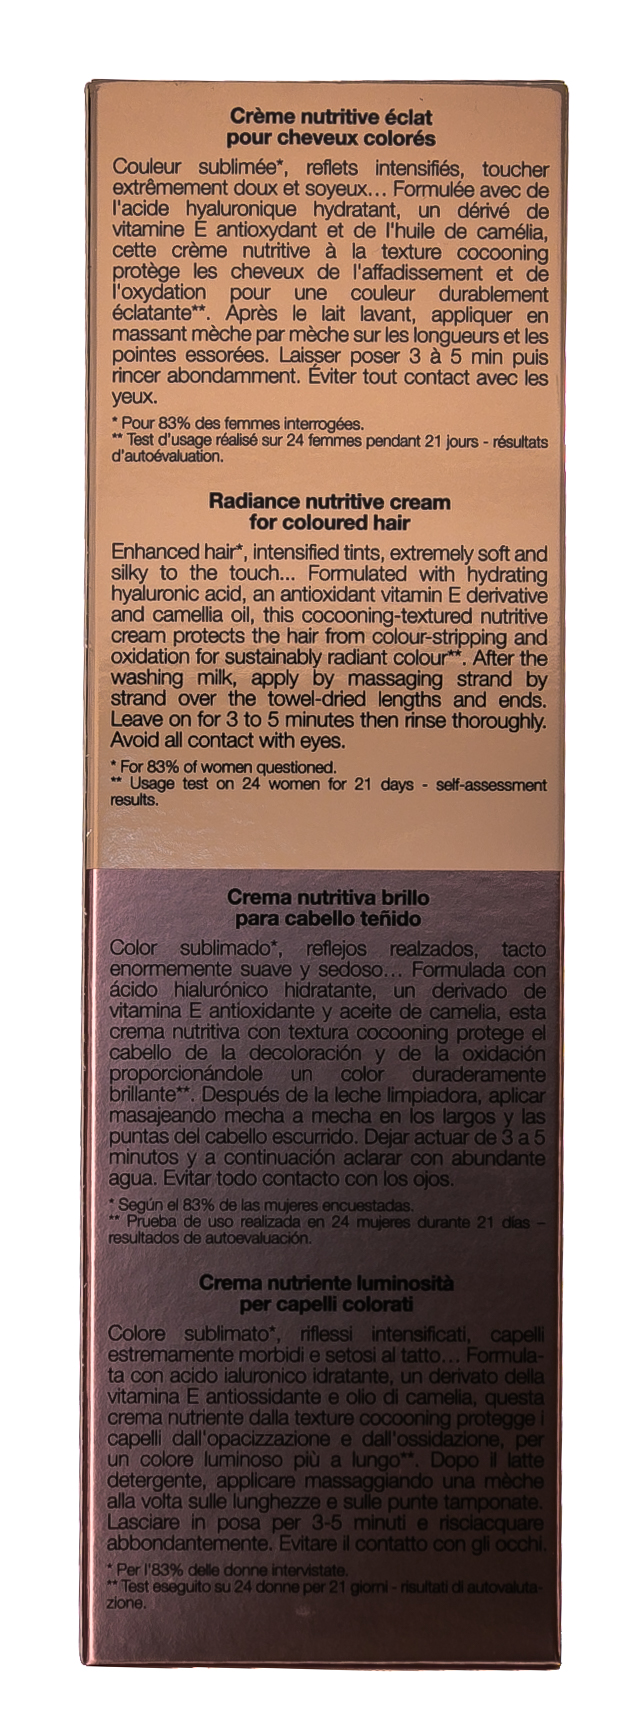 Crème nutritive éclat
pour cheveux colorés
Couleur sublimée*, reflets intensifiés, toucher
extrêmement doux et soyeux... Formulée avec de
l'acide hyaluronique hydratant, un dérivé de
vitamine E antioxydant et de l'huile de camélia,
cette crème nutritive à la texture cocooning
protège les cheveux de l'affadissement et de
l'oxydation pour une couleur durablement
éclatante**. Après le lait lavant, appliquer en
massant mèche par mèche sur les longueurs et les
pointes essorées. Laisser poser 3 à 5 min puis
rincer abondamment. Éviter tout contact avec les
yeux.
* Pour 83% des femmes interrogées.
** Test d'usage réalisé sur 24 femmes pendant 21 jours - résultats
d'autoévaluation.
Radiance nutritive cream
for coloured hair
Enhanced hair*, intensified tints, extremely soft and
silky to the touch... Formulated with hydrating
hyaluronic acid, an antioxidant vitamin E derivative
and camellia oil, this cocooning-textured nutritive
cream protects the hair from colour-stripping and
oxidation for sustainably radiant colour**. After the
washing milk, apply by massaging strand by
strand over the towel-dried lengths and ends.
Leave on for 3 to 5 minutes then rinse thoroughly.
Avoid all contact with eyes.
* For 83% of women questioned.
** Usage test on 24 women for 21 days - self-assessment
results.
Crema nutritiva brillo
para cabello teñido
Color sublimado*, reflejos realzados, tacto
enormemente suave y sedoso... Formulada con
ácido hialurónico hidratante, un derivado de
vitamina E antioxidante y aceite de camelia, esta
crema nutritiva con textura cocooning protege el
cabello de la decoloración y de la oxidación
proporcionándole un color duraderamente
brillante**. Después de la leche limpiadora, aplicar
masajeando mecha a mecha en los largos y las
puntas del cabello escurrido. Dejar actuar de 3 a 5
minutos y a continuación aclarar con abundante
agua. Evitar todo contacto con los ojos.
* Según el 83% de las mujeres encuestadas.
** Prueba de uso realizada en 24 mujeres durante 21 días –
resultados de autoevaluación.
Crema nutriente luminosità
per capelli colorati
Colore sublimato*, riflessi intensificati, capelli
estremamente morbidi e setosi al tatto... Formula-
ta con acido ialuronico idratante, un derivato della
vitamina E antiossidante e olio di camelia, questa
crema nutriente dalla texture cocooning protegge i
capelli dall'opacizzazione e dall'ossidazione, per
un colore luminoso più a lungo**. Dopo il latte
detergente, applicare massaggiando una mèche
alla volta sulle lunghezze e sulle punte tamponate.
Lasciare in posa per 3-5 minuti e risciacquare
abbondantemente. Evitare il contatto con gli occhi.
* Per l'83% delle donne intervistate.
** Test eseguito su 24 donne per 21 giorni - risultati di autovaluta-
zione.